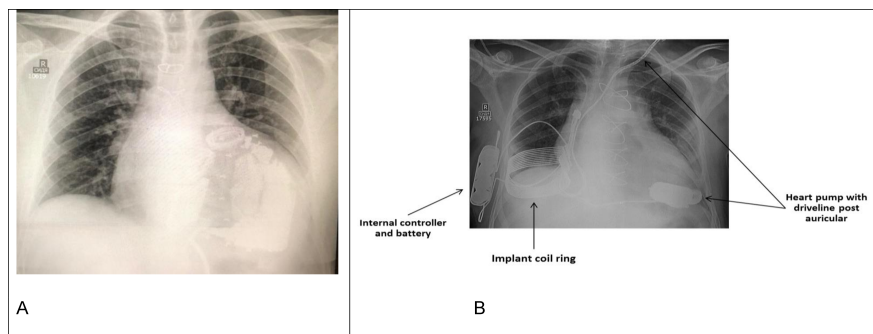 R
R
Internal controller
and battery
Implant coil ring
Heart pump with
driveline post
auricular
A
B